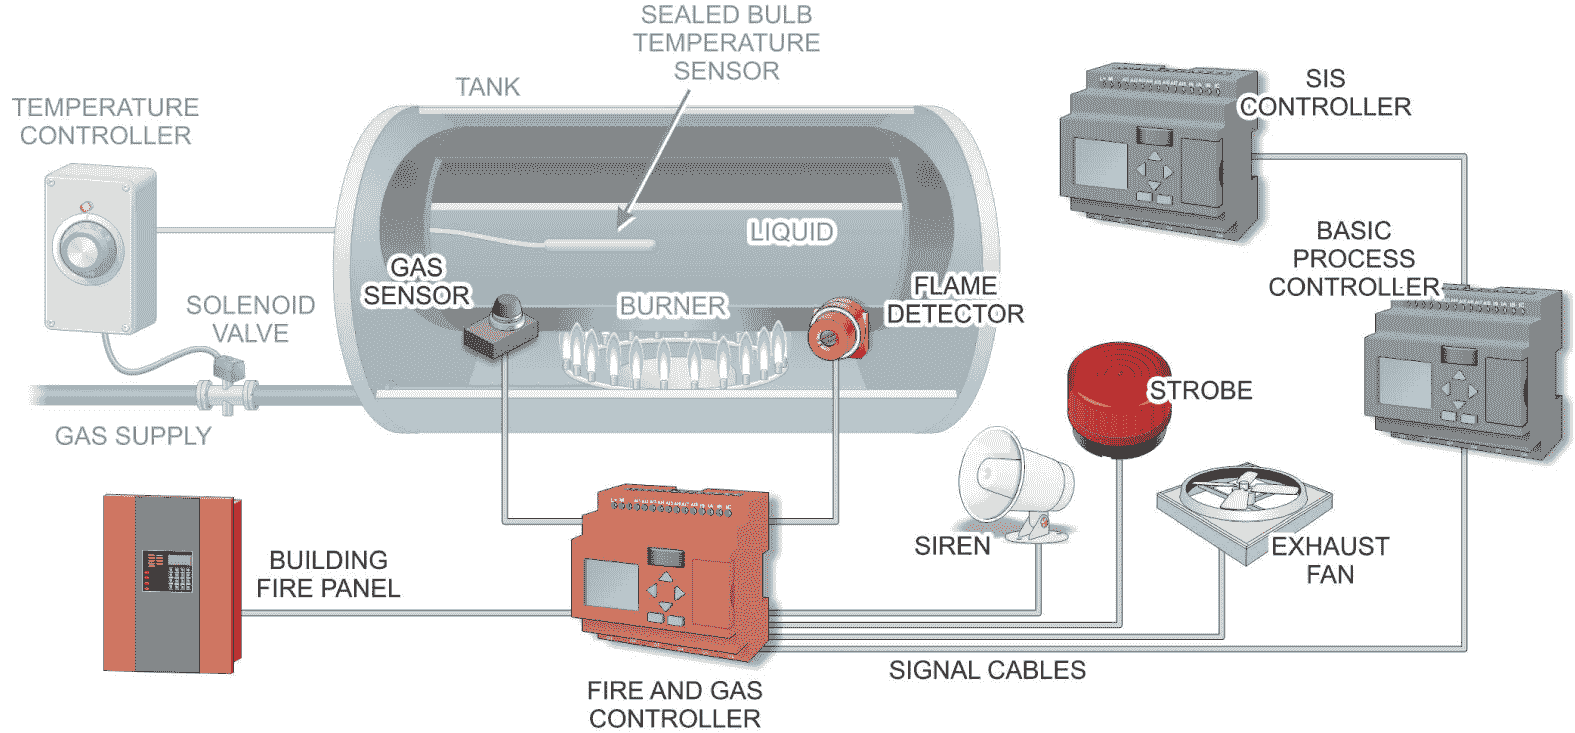 SEALED BULB
TEMPERATURE
SENSOR
TANK
TEMPERATURE
CONTROLLER
SIS
CONTROLLER
LIQUID
BASIC
PROCESS
CONTROLLER
GAS
SENSOR
FLAME
DETECTOR
BURNER
SOLENOID
VALVE
STROBE
GAS SUPPLY
SIREN
EXHAUST
FAN
BUILDING
FIRE PANEL
SIGNAL CABLES
FIRE AND GAS
CONTROLLER